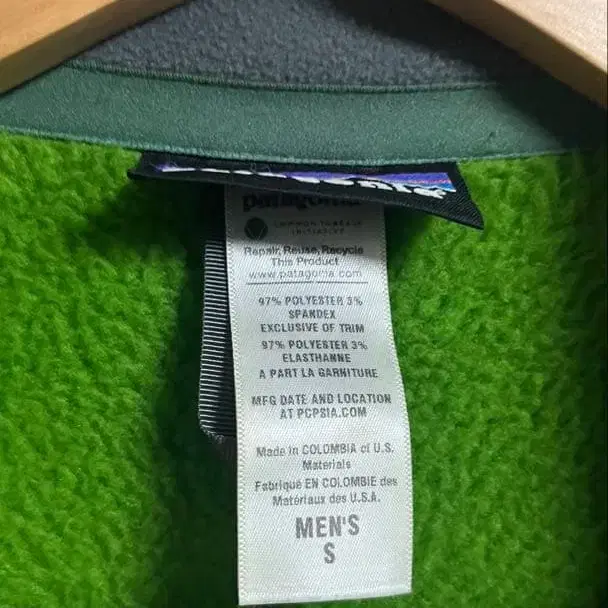 patagonia
COMMON THREADS
INITIATIVE
Repair, Reuse, Recycle
This Product
www.patagonia.com
97% POLYESTER 3%
SPANDEX
EXCLUSIVE OF TRIM
97% POLYESTER 3%
ELASTHANNE
A PART LA GARNITURE
MFG DATE AND LOCATION
AT PCPSIA.COM
Made in COLOMBIA of U.S.
Materials
Fabriqué EN COLOMBIE des
Matériaux des U.S.A.
MEN'S
S